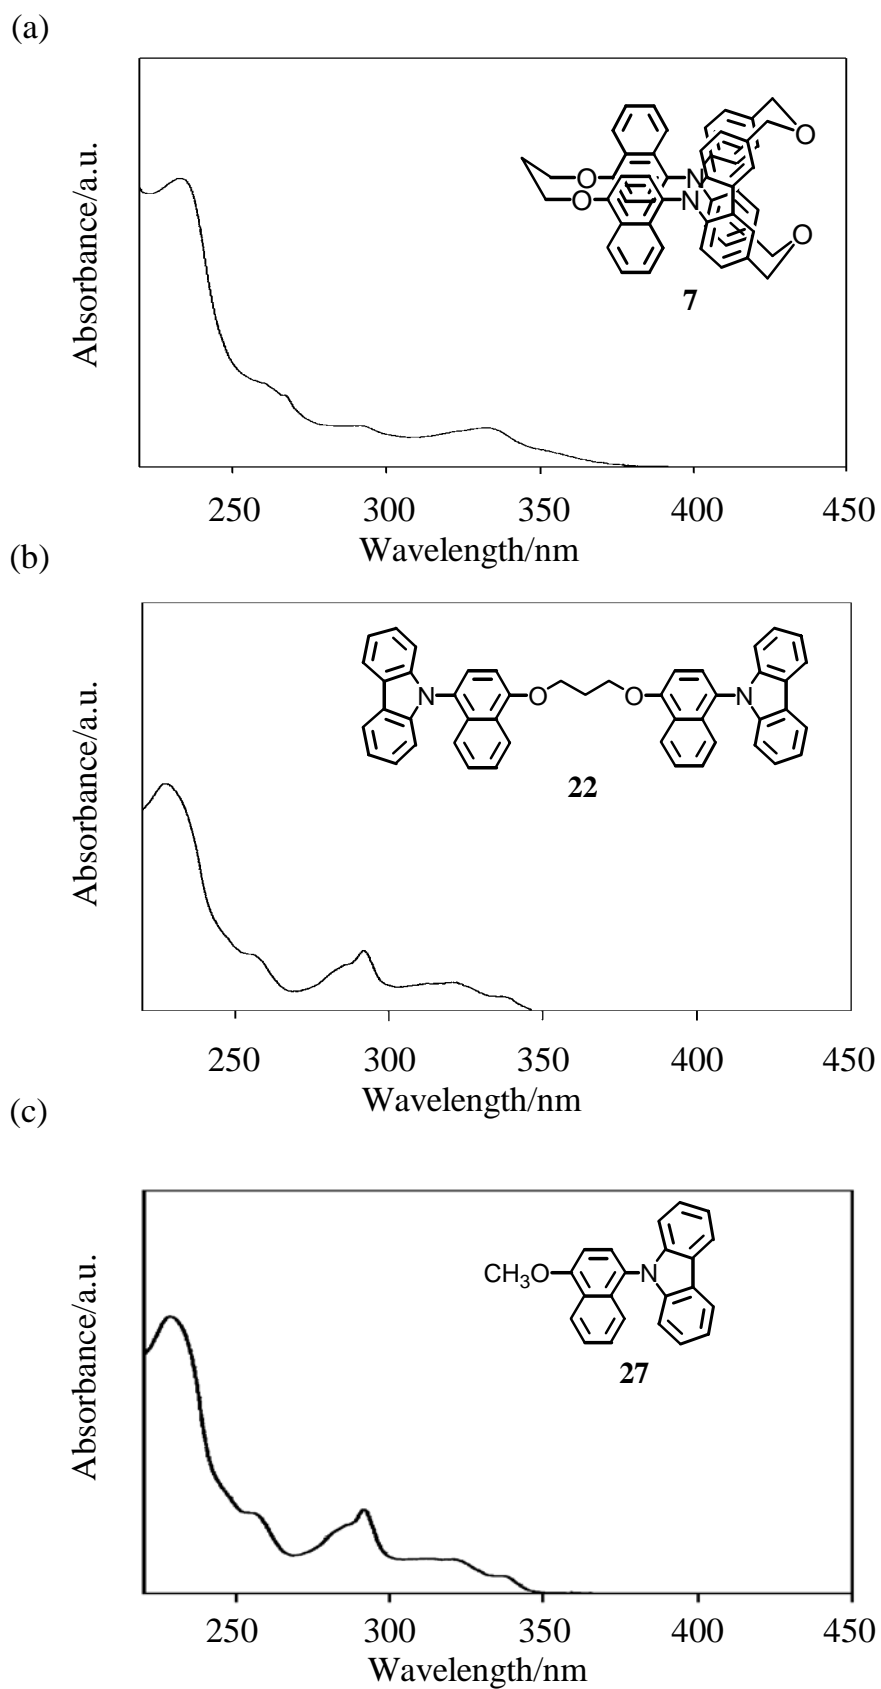 (a)
Absorbance/a.u.
O
O
N
N
O
O
7
250 300 350 400 450
Wavelength/nm
(b)
Absorbance/a.u.
N O O N
22
250 300 350 400 450
Wavelength/nm
(c)
Absorbance/a.u.
CH3O N
27
250 300 350 400 450
Wavelength/nm